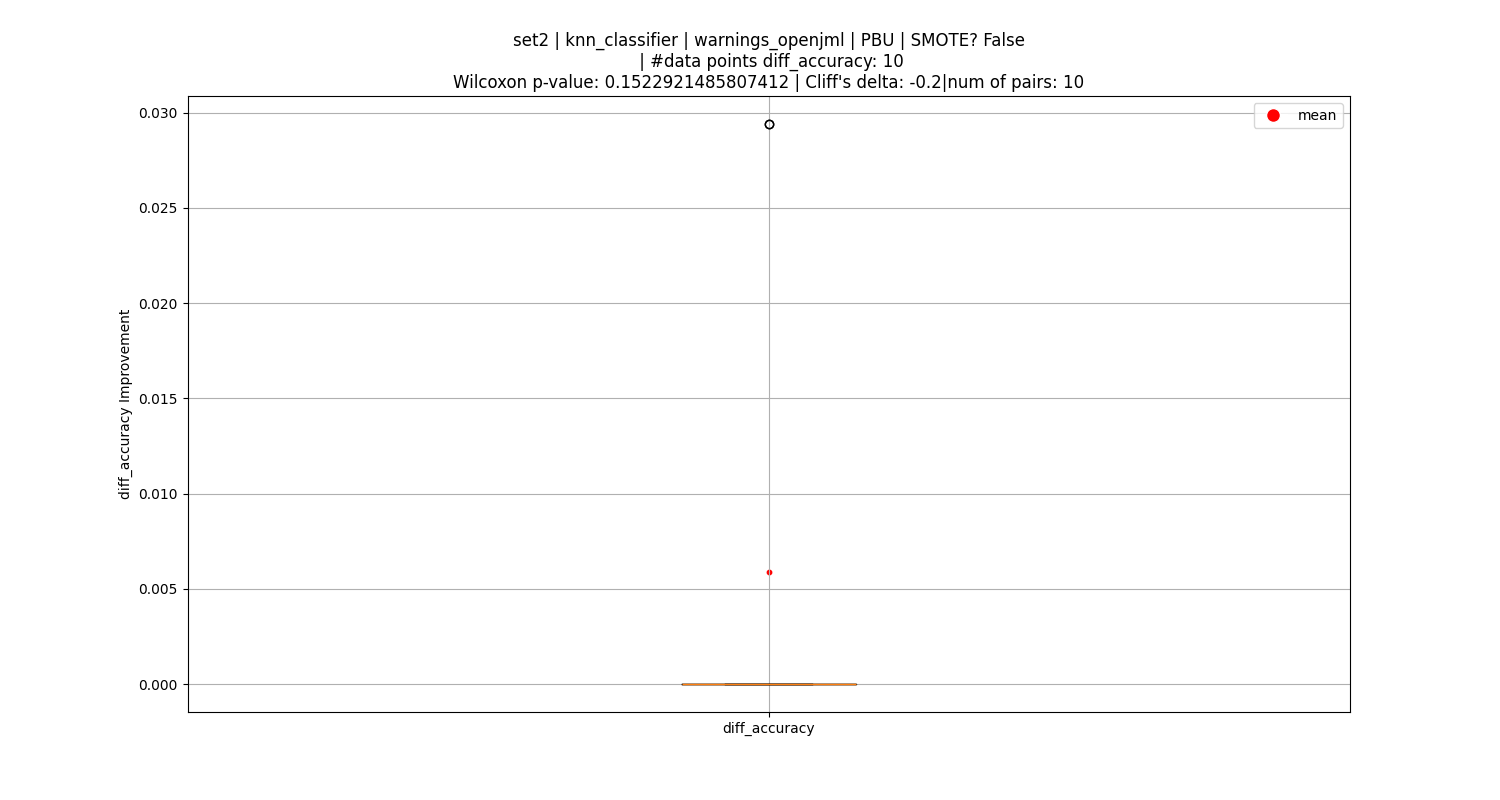 set2 | knn_classifier | warnings_openjml | PBU | SMOTE? False
| #data points diff_accuracy: 10
Wilcoxon p-value: 0.1522921485807412 | Cliff's delta: -0.2|num of pairs: 10
mean
0.030
0.025
0.020
0.015
0.010
0.005
0.000
diff_accuracy Improvement
diff_accuracy